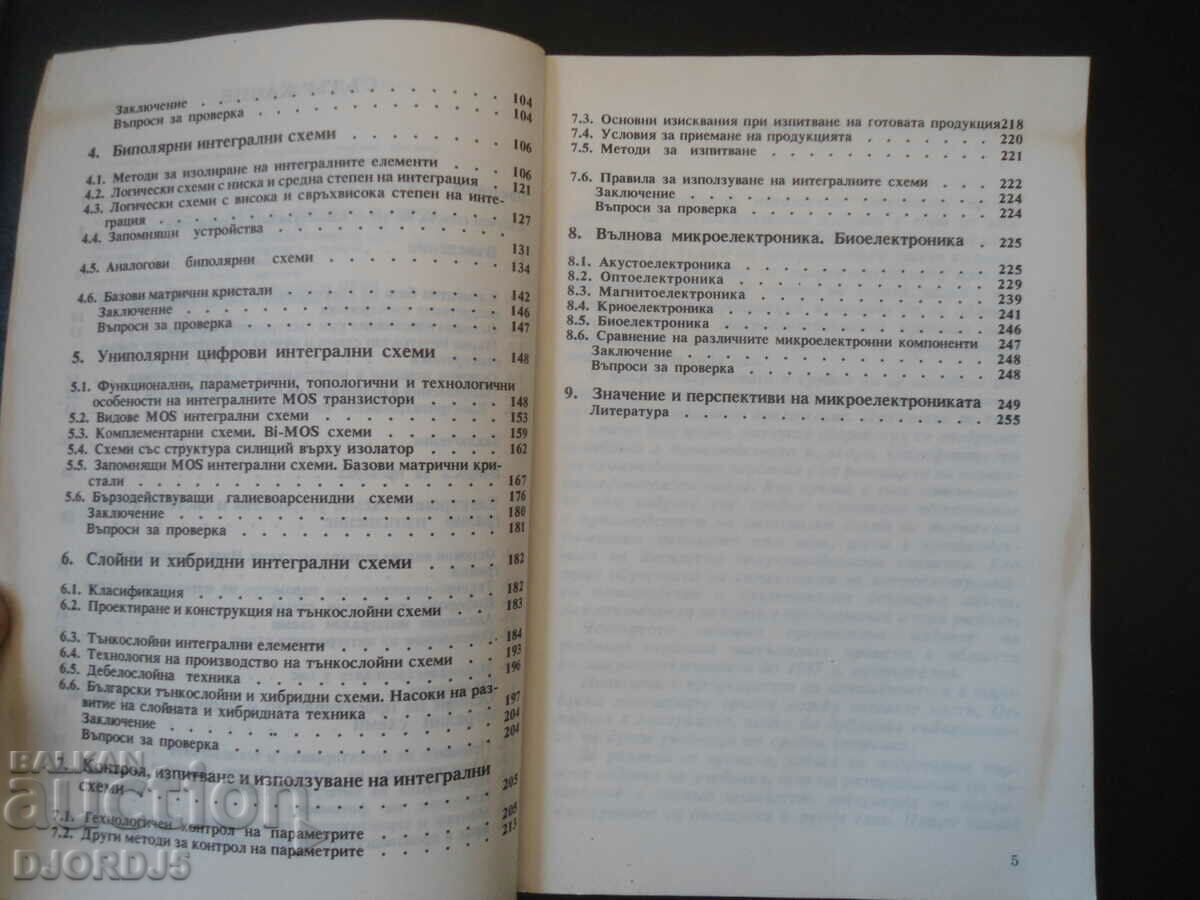 Заключение . . . . . . . . . . . . . . . 104
Въпроси за проверка . . . . . . . . . . . . 104
4. Биполярни интегрални схеми . . . . . . . . 106
4.1. Методи за изолиране на интегралните елементи . . . 106
4.2. Логически схеми с ниска и средна степен на интеграция . 121
4.3. Логически схеми с висока и свръхвисока степен на инте-
грация . . . . . . . . . . . . . . . . 127
4.4. Запомнящи устройства . . . . . . . . . . 131
4.5. Аналогови биполярни схеми . . . . . . . . 134
4.6. Базови матрични кристали . . . . . . . . . 142
Заключение . . . . . . . . . . . . . . . 146
Въпроси за проверка . . . . . . . . . . . . 147
5. Униполярни цифрови интегрални схеми . . . 148
5.1. Функционални, параметрични, топологични и технологични
особености на интегралните MOS транзистори . . . . 148
5.2. Видове MOS интегрални схеми . . . . . . . 153
5.3. Комплементарни схеми. Bi-MOS схеми . . . . . 159
5.4. Схеми със структура силиций върху изолатор . . . . 162
5.5. Запомнящи MOS интегрални схеми. Базови матрични кри-
стали . . . . . . . . . . . . . . . . 167
5.6. Бързодействуващи галиевоарсенидни схеми . . . . 176
Заключение . . . . . . . . . . . . . . . 180
Въпроси за проверка . . . . . . . . . . . . 181
6. Слойни и хибридни интегрални схеми . . . . 182
6.1. Класификация . . . . . . . . . . . . . 182
6.2. Проектиране и конструкция на тънкослойни схеми . . . 183
6.3. Тънкослойни интегрални елементи . . . . . . 184
6.4. Технология на производство на тънкослойни схеми . . . 193
6.5. Дебелослойна техника . . . . . . . . . . 196
6.6. Български тънкослойни и хибридни схеми. Насоки на раз-
витие на слойната и хибридната техника . . . . . . 197
Заключение . . . . . . . . . . . . . . . 204
Въпроси за проверка . . . . . . . . . . . . 204
7. Контрол, изпитване и използуване на интегрални
схеми . . . . . . . . . . . . . . . . 205
7.1. Технологичен контрол на параметрите . . . . . . 205
7.2. Други методи за контрол на параметрите . . . . . 213
7.3. Основни изисквания при изпитване на готовата продукция 218
7.4. Условия за приемане на продукцията . . . . . . 220
7.5. Методи за изпитване . . . . . . . . . . 221
7.6. Правила за използуване на интегралните схеми . . . 222
Заключение . . . . . . . . . . . . . . . 224
Въпроси за проверка . . . . . . . . . . . . 224
8. Вълнова микроелектроника. Биоелектроника . 225
8.1. Акустоелектроника . . . . . . . . . . . 225
8.2. Оптоелектроника . . . . . . . . . . . . 229
8.3. Магнитоелектроника . . . . . . . . . . . 239
8.4. Криоелектроника . . . . . . . . . . . . 241
8.5. Биоелектроника . . . . . . . . . . . . 246
8.6. Сравнение на различните микроелектронни компоненти 247
Заключение . . . . . . . . . . . . . . . 248
Въпроси за проверка . . . . . . . . . . . . 248
9. Значение и перспективи на микроелектрониката 249
Литература . . . . . . . . . . . . . . . 255
5
BALKAN
auction
DJORDJ5